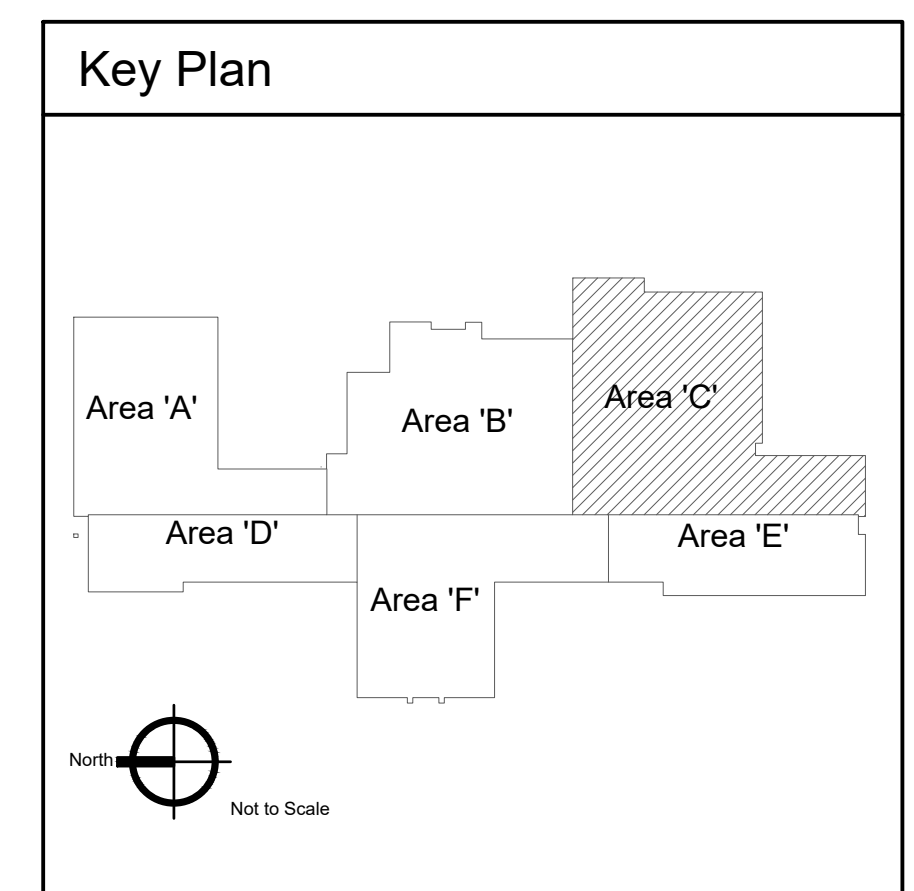 Key Plan
Area 'A'
Area 'B'
Area 'C'
Area 'D'
Area 'E'
Area 'F'
North
Not to Scale